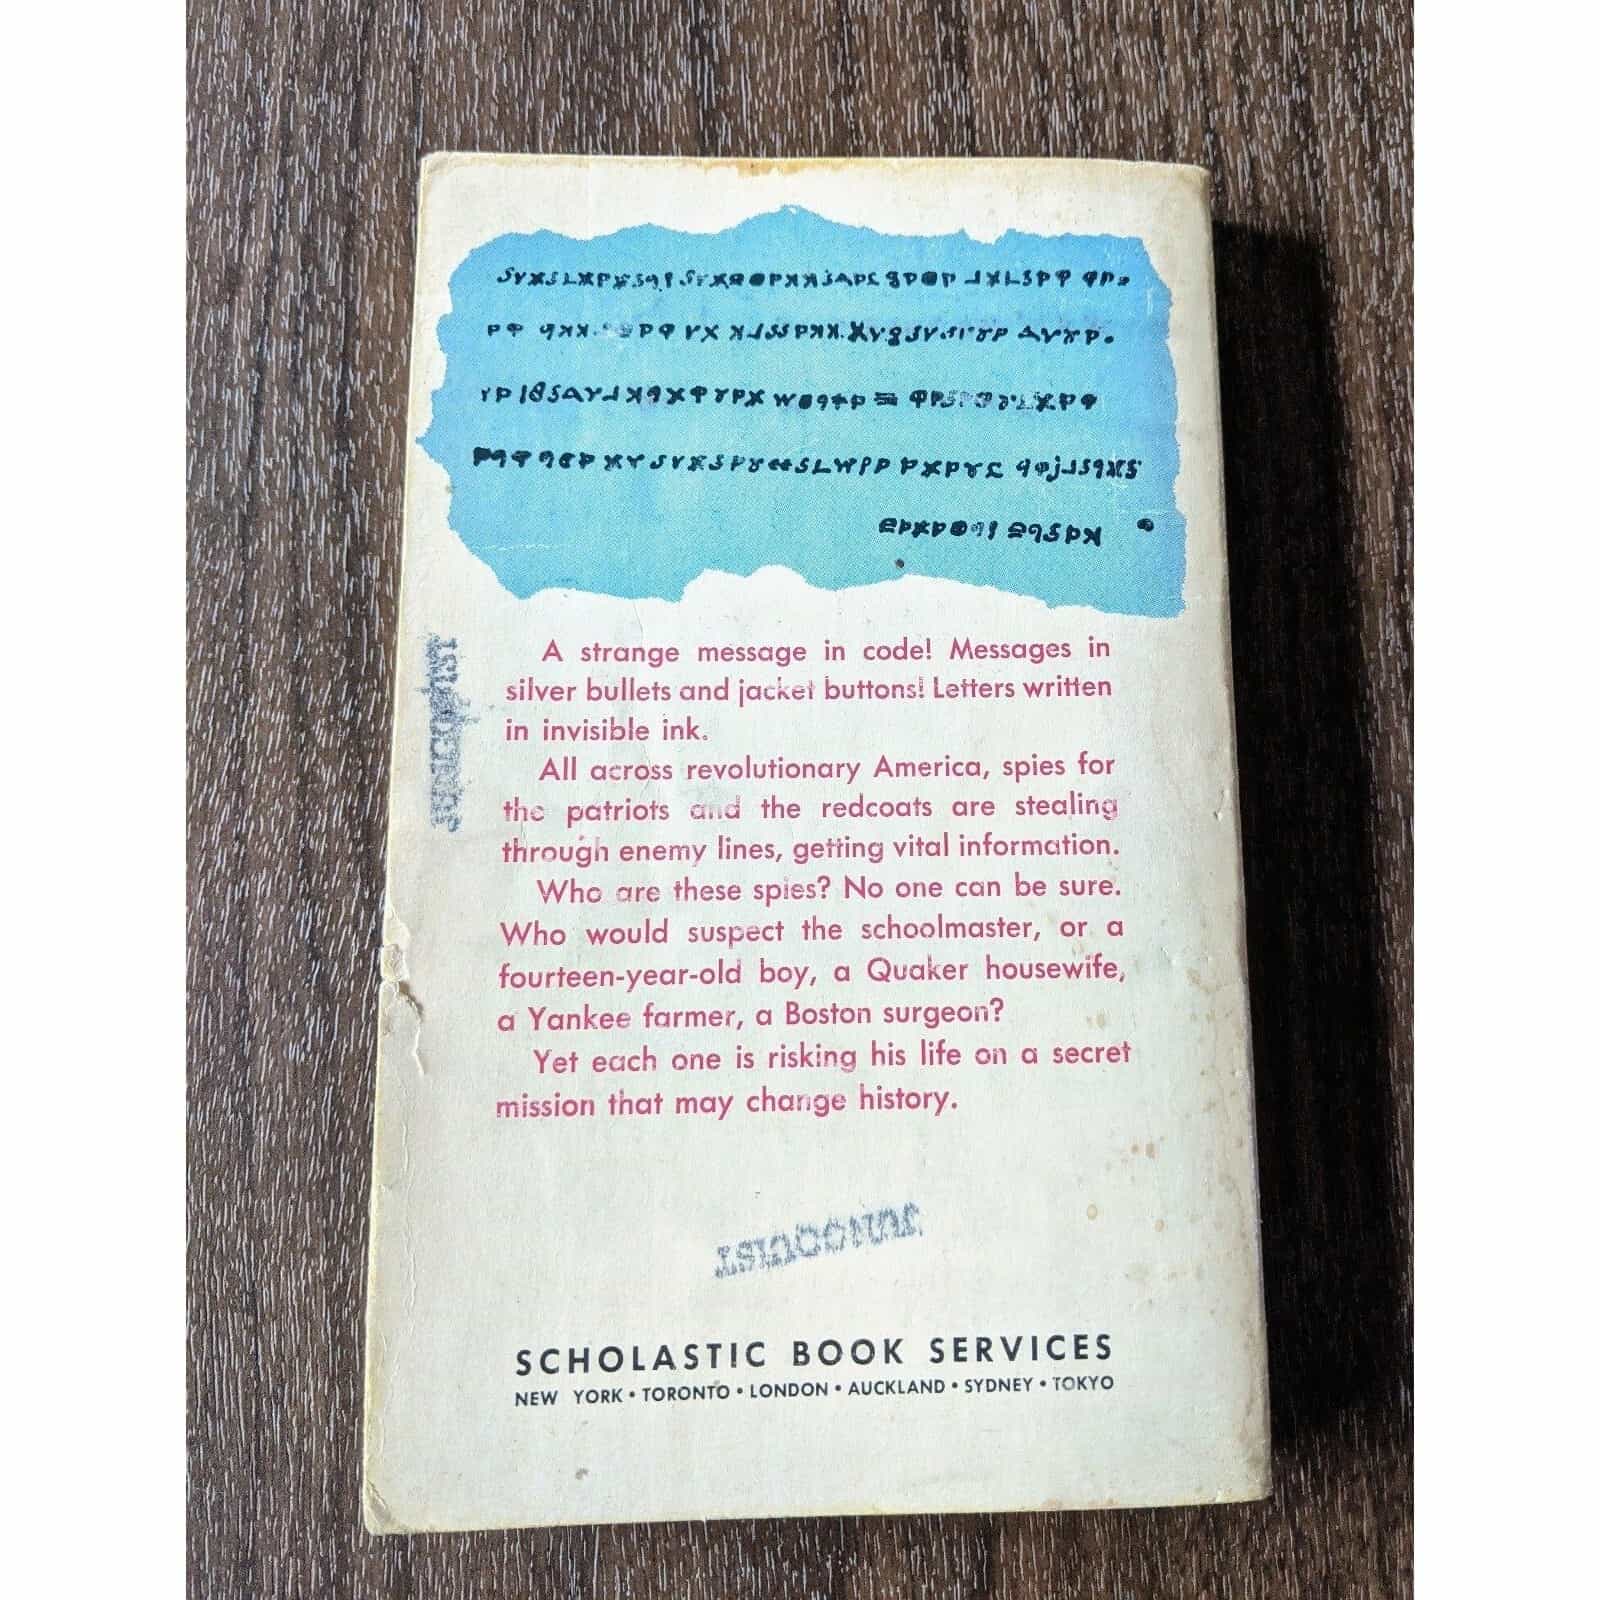 A strange message in code! Messages in
silver bullets and jacket buttons! Letters written
in invisible ink.
All across revolutionary America, spies for
the patriots and the redcoats are stealing
through enemy lines, getting vital information.
Who are these spies? No one can be sure.
Who would suspect the schoolmaster, or a
fourteen-year-old boy, a Quaker housewife,
a Yankee farmer, a Boston surgeon?
Yet each one is risking his life on a secret
mission that may change history.
SCHOLASTIC BOOK SERVICES
NEW YORK • TORONTO • LONDON • AUCKLAND • SYDNEY • TOKYO